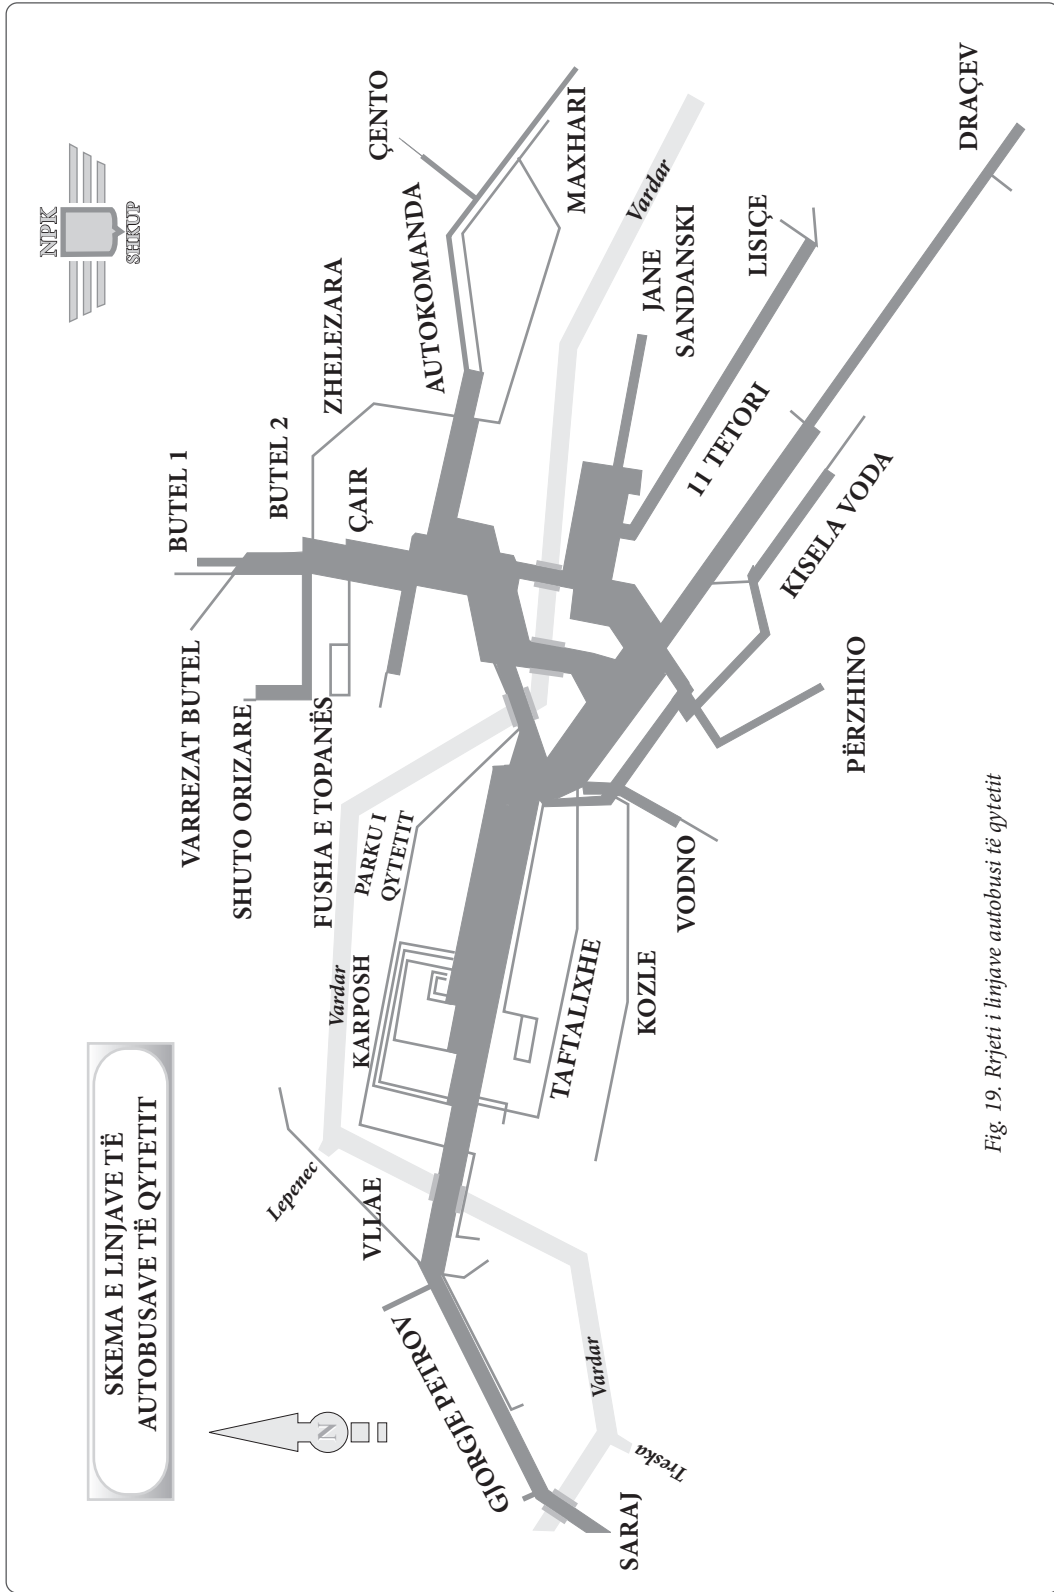 SKEMA E LINJAVE TË
AUTOBUSAVE TË QYTETIT
NPK
SHKUP
N
BUTEL 1
VARREZAT BUTEL
SHUTO ORIZARE
BUTEL 2
ZHELEZARA
FUSHA E TOPANËS
ÇAIR
ÇENTO
AUTOKOMANDA
MAXHARI
PARKU I
QYTETIT
Vardar
KARPOSH
Lepenec
VLLAE
GJORGJE PETROV
Vardar
Treska
SARAJ
TAFTALIXHE
KOZLE
VODNO
Vardar
JANE
SANDANSKI
LISIÇE
11 TETORI
KISELA VODA
PËRZHINO
DRAÇEV
Fig. 19. Rrjeti i linjave autobusi të qytetit